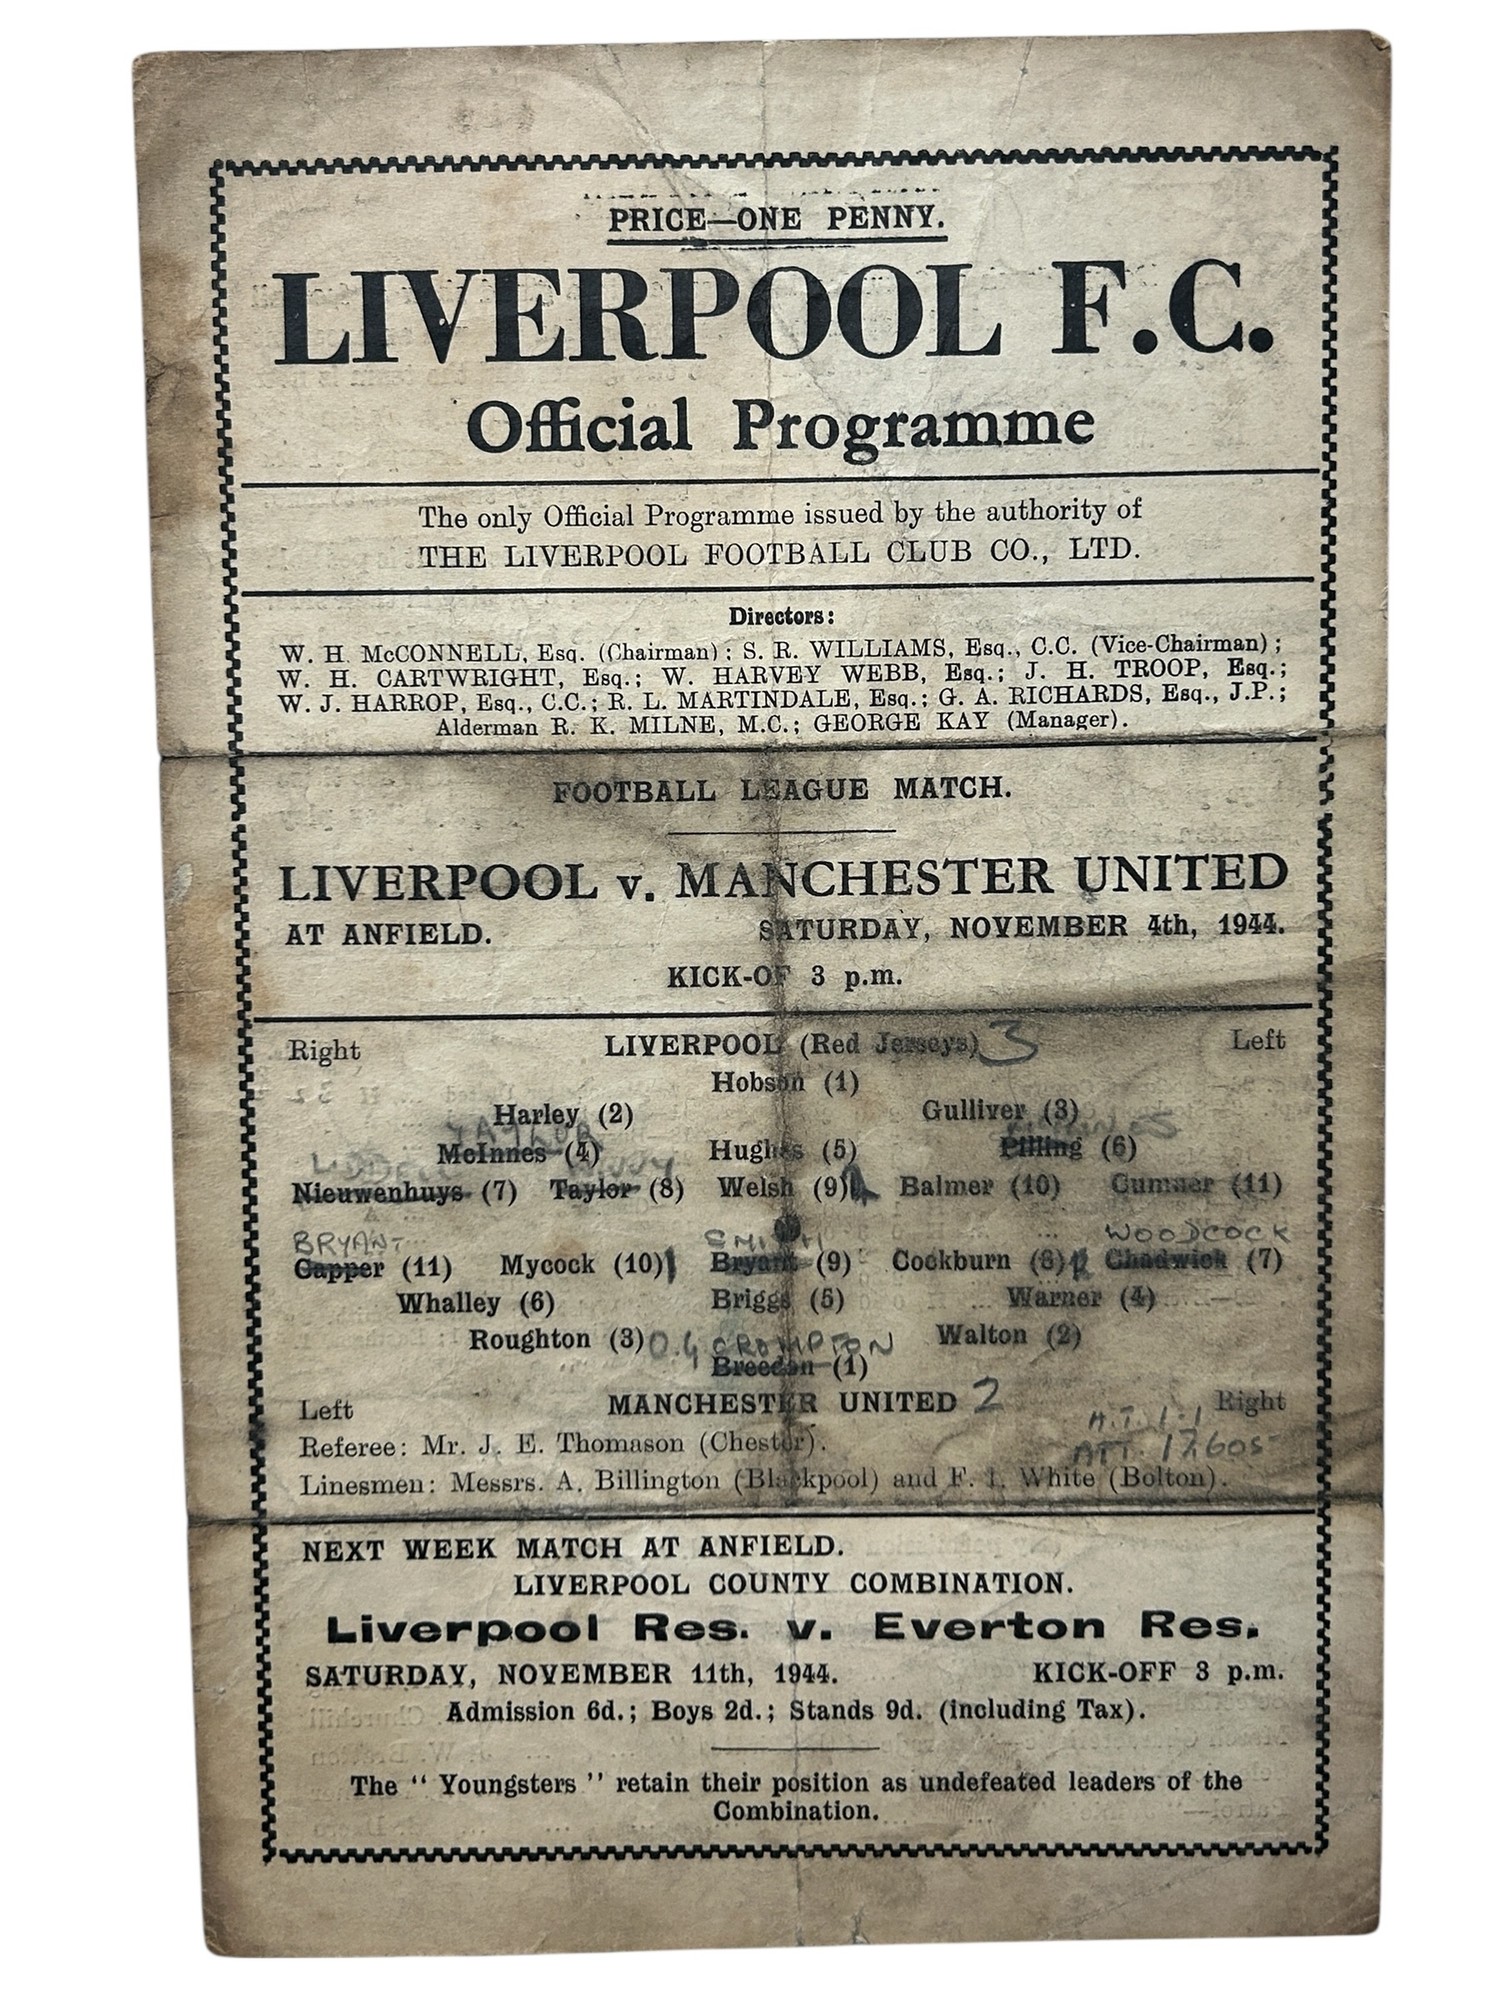 PRICE—ONE PENNY.
LIVERPOOL F.C.
Official Programme
The only Official Programme issued by the authority of
THE LIVERPOOL FOOTBALL CLUB CO., LTD.
Directors:
W. H. McCONNELL, Esq. (Chairman); S. R. WILLIAMS, Esq., C.C. (Vice-Chairman);
W. H. CARTWRIGHT, Esq.; W. HARVEY WEBB, Esq.; J. H. TROOP, Esq.;
W. J. HARROP, Esq., C.C.; R. L. MARTINDALE, Esq.; G. A. RICHARDS, Esq., J.P.;
Alderman R. K. MILNE, M.C.; GEORGE KAY (Manager).
FOOTBALL LEAGUE MATCH.
LIVERPOOL v. MANCHESTER UNITED
AT ANFIELD. SATURDAY, NOVEMBER 4th, 1944.
KICK-OF 3 p.m.
Right LIVERPOOL (Red Jerseys) 3 Left
Hobson (1)
Harley (2) Gulliver (3)
TAYLOR
McInnes (4) Hughes (5) Pilling (6)
Nieuwenhuys (7) Taylor (8) Welsh (9) Balmer (10) Cumner (11)
BRYANT SMITH WOODCOCK
Capper (11) Mycock (10) Bryant (9) Cockburn (8) Chadwick (7)
Whalley (6) Briggs (5) Warner (4)
Roughton (3) O.G CROMPTON Walton (2)
Breedon (1)
Left MANCHESTER UNITED 2 Right
H.T. 1-1
Referee: Mr. J. E. Thomason (Chester). ATT. 17,605
Linesmen: Messrs. A. Billington (Blackpool) and F. L. White (Bolton).
NEXT WEEK MATCH AT ANFIELD.
LIVERPOOL COUNTY COMBINATION.
Liverpool Res. v. Everton Res.
SATURDAY, NOVEMBER 11th, 1944. KICK-OFF 3 p.m.
Admission 6d.; Boys 2d.; Stands 9d. (including Tax).
The “ Youngsters ” retain their position as undefeated leaders of the
Combination.